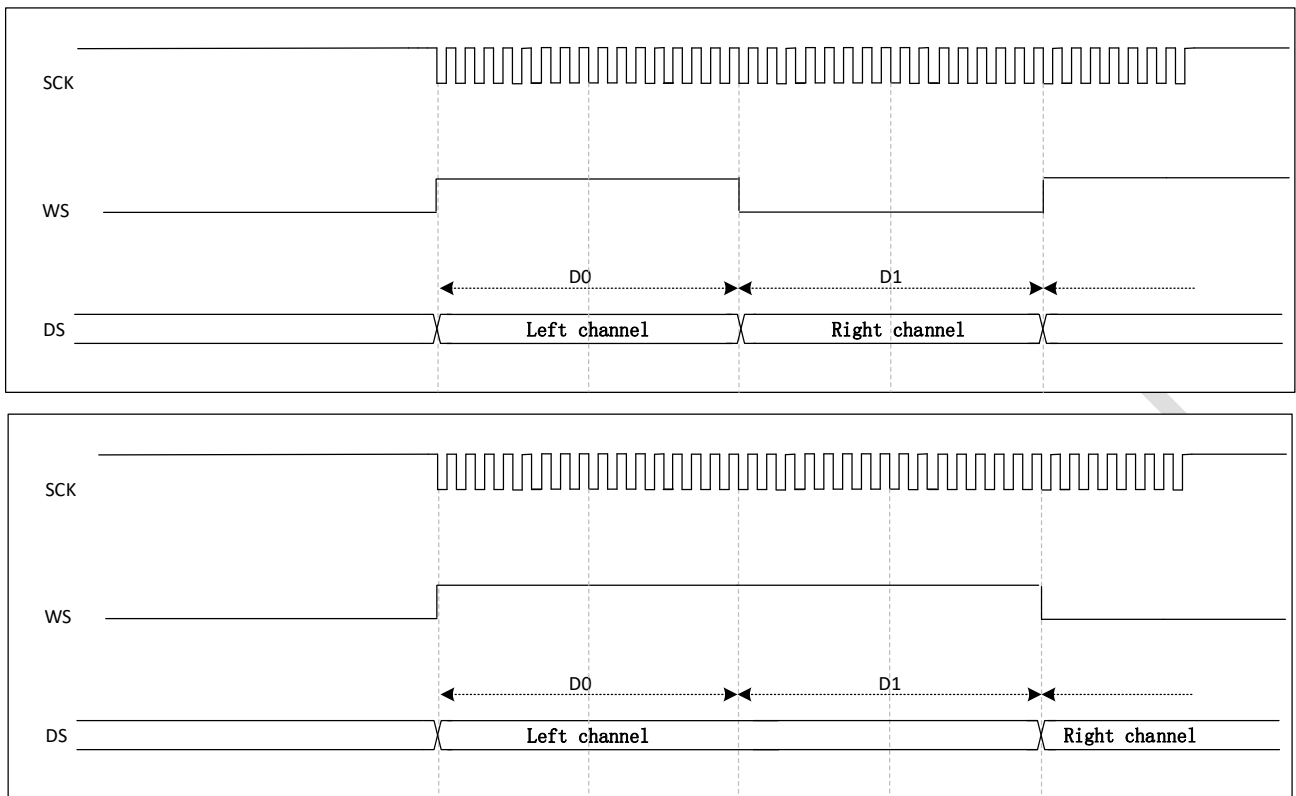 SCK
WS
D0 D1
DS Left channel Right channel
SCK
WS
D0 D1
DS Left channel Right channel